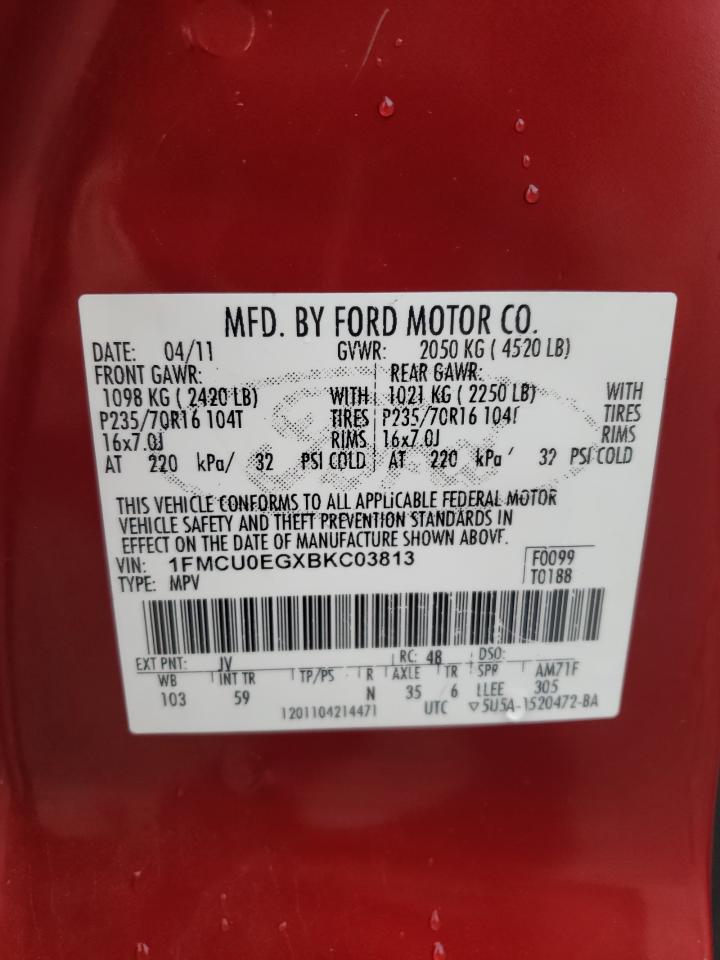 MFD. BY FORD MOTOR CO.
DATE: 04/11 GVWR: 2050 KG ( 4520 LB)
FRONT GAWR: REAR GAWR:
1098 KG ( 2420 LB) WITH 1021 KG ( 2250 LB) WITH
P235/70R16 104T TIRES P235/70R16 104T TIRES
16x7.0J RIMS 16x7.0J RIMS
AT 220 kPa/ 32 PSI COLD AT 220 kPa/ 32 PSI COLD
THIS VEHICLE CONFORMS TO ALL APPLICABLE FEDERAL MOTOR
VEHICLE SAFETY AND THEFT PREVENTION STANDARDS IN
EFFECT ON THE DATE OF MANUFACTURE SHOWN ABOVE.
VIN: 1FMCU0EGXBKC03813 F0099
TYPE: MPV T0188
EXT PNT: JV RC: 48 DSO:
WB INT TR TP/PS R AXLE TR SPR AM71F
103 59 N 35 6 LLEE 305
1201104214471 UTC ▽5U5A-1520472-BA